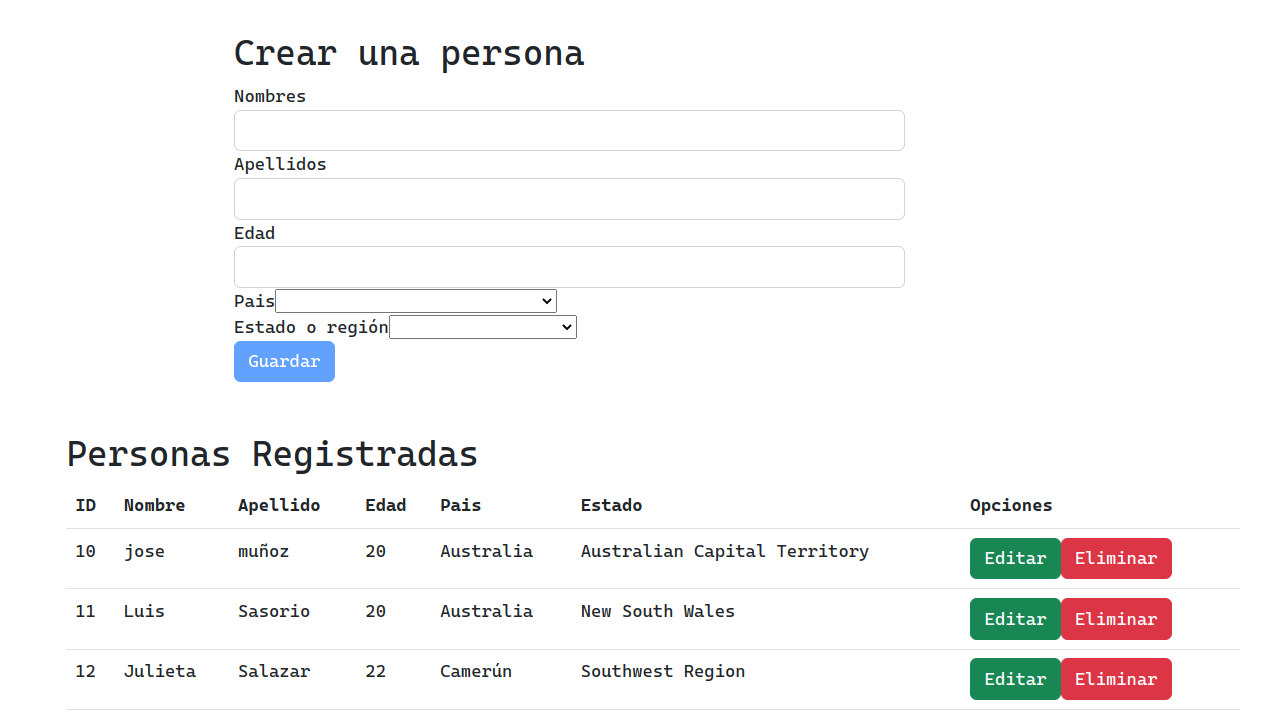 Crear una persona
Nombres
Apellidos
Edad
Pais
Estado o región
Guardar
Personas Registradas
ID Nombre Apellido Edad Pais Estado Opciones
10 jose muñoz 20 Australia Australian Capital Territory Editar Eliminar
11 Luis Sasorio 20 Australia New South Wales Editar Eliminar
12 Julieta Salazar 22 Camerún Southwest Region Editar Eliminar